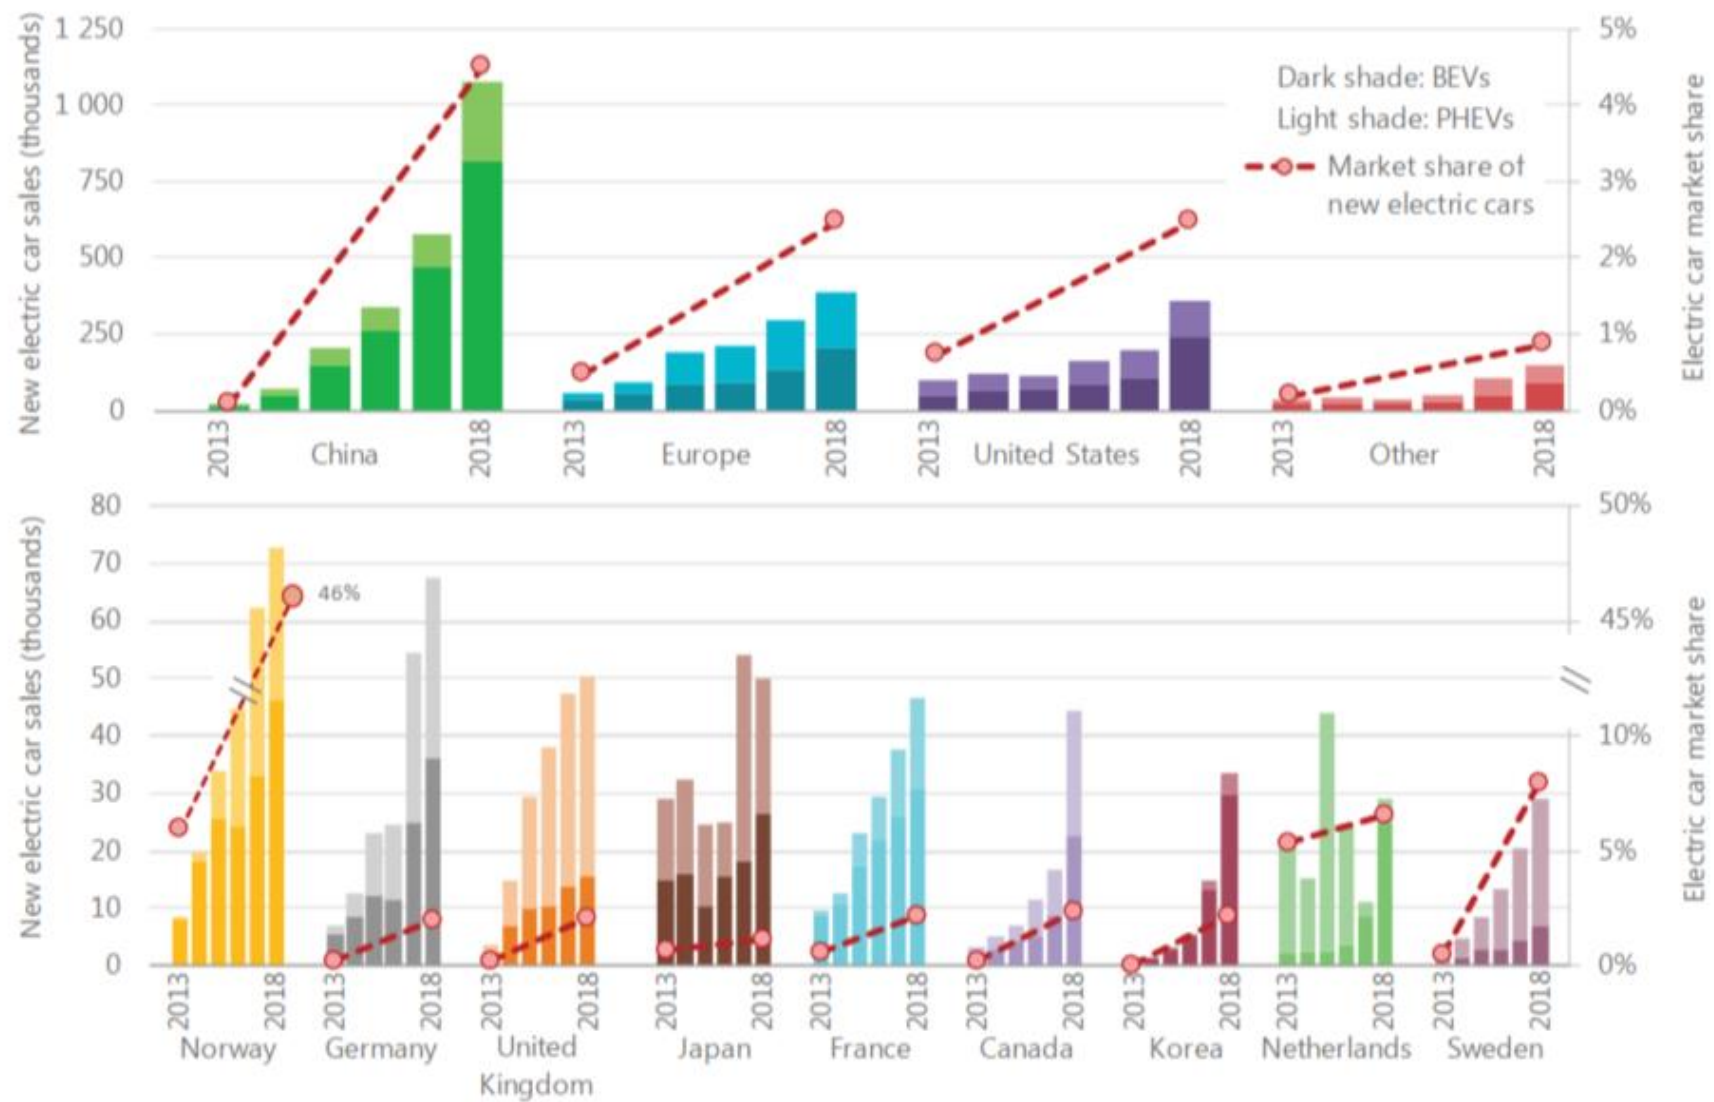 New electric car sales (thousands)
1 250
1 000
750
500
250
0
5%
4%
3%
2%
1%
0%
Electric car market share
Dark shade: BEVs
Light shade: PHEVs
Market share of
new electric cars
2013 2018 2013 2018 2013 2018 2013 2018
China Europe United States Other
New electric car sales (thousands)
80
70
60
50
40
30
20
10
0
50%
45%
10%
5%
0%
Electric car market share
46%
2013 2018 2013 2018 2013 2018 2013 2018 2013 2018 2013 2018 2013 2018 2013 2018 2013 2018
Norway Germany United Japan France Canada Korea Netherlands Sweden
Kingdom